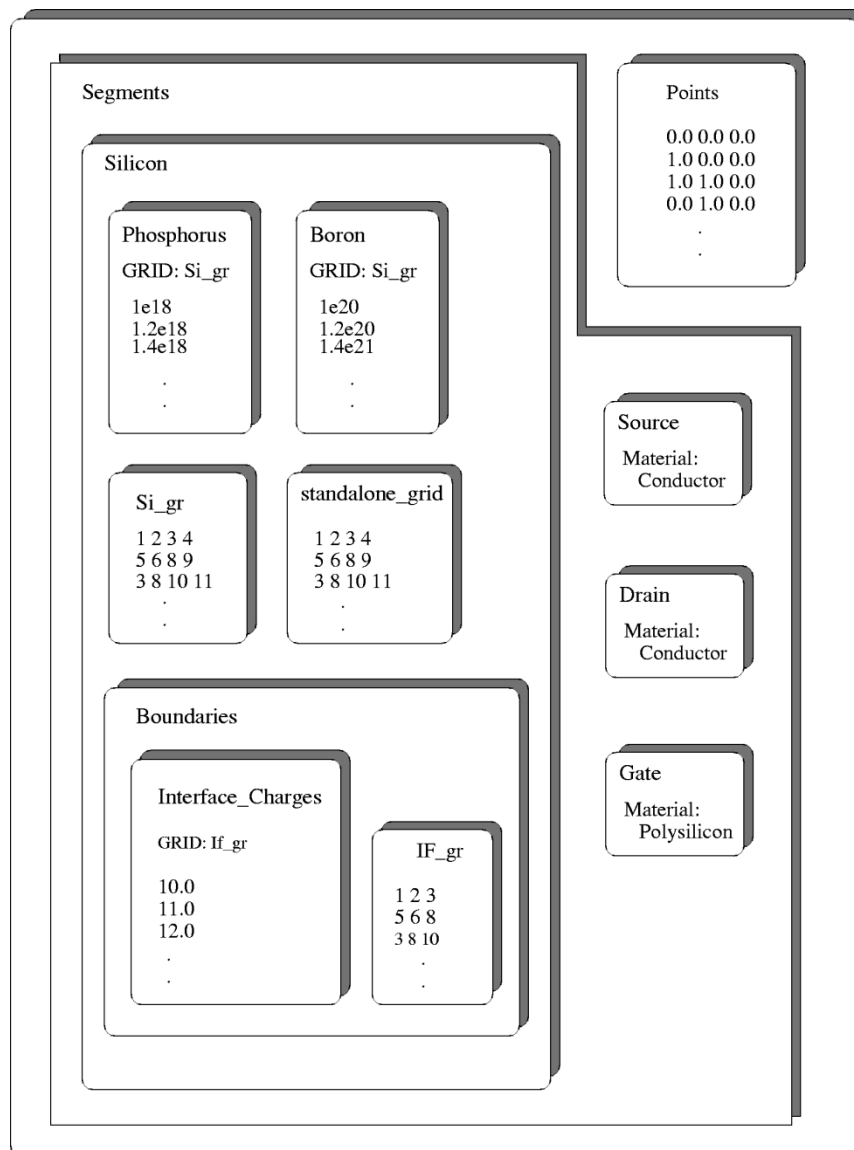 Segments
Silicon
Phosphorus
GRID: Si_gr
1e18
1.2e18
1.4e18
.
.
Boron
GRID: Si_gr
1e20
1.2e20
1.4e21
.
.
Si_gr
1 2 3 4
5 6 8 9
3 8 10 11
.
.
standalone_grid
1 2 3 4
5 6 8 9
3 8 10 11
.
.
Boundaries
Interface_Charges
GRID: If_gr
10.0
11.0
12.0
.
.
IF_gr
1 2 3
5 6 8
3 8 10
.
.
Points
0.0 0.0 0.0
1.0 0.0 0.0
1.0 1.0 0.0
0.0 1.0 0.0
.
.
Source
Material:
Conductor
Drain
Material:
Conductor
Gate
Material:
Polysilicon